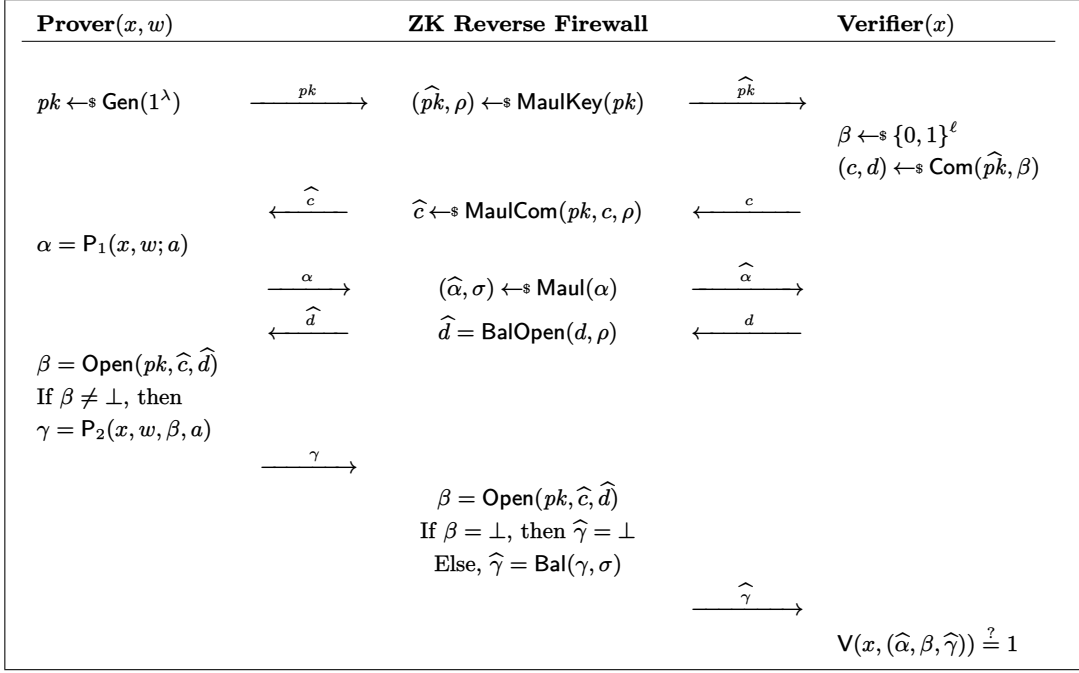 Prover(x, w) ZK Reverse Firewall Verifier(x)
pk ←$ Gen(1^λ) pk (p̂k, ρ) ←$ MaulKey(pk) p̂k
β ←$ {0, 1}^ℓ
(c, d) ←$ Com(p̂k, β)
ĉ ĉ ←$ MaulCom(pk, c, ρ) c
α = P₁(x, w; a)
α (α̂, σ) ←$ Maul(α) α̂
d̂ d̂ = BalOpen(d, ρ) d
β = Open(pk, ĉ, d̂)
If β ≠ ⊥, then
γ = P₂(x, w, β, a)
γ
β = Open(pk, ĉ, d̂)
If β = ⊥, then γ̂ = ⊥
Else, γ̂ = Bal(γ, σ)
γ̂
V(x, (α̂, β, γ̂)) ≟ 1